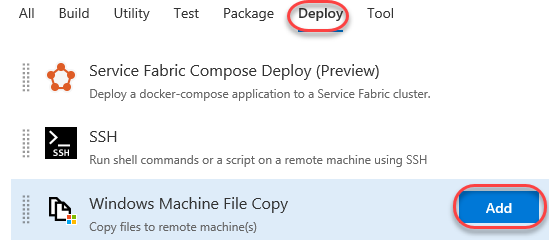 All Build Utility Test Package Deploy Tool
Service Fabric Compose Deploy (Preview)
Deploy a docker-compose application to a Service Fabric cluster.
SSH
SSH
Run shell commands or a script on a remote machine using SSH
Windows Machine File Copy
Add
Copy files to remote machine(s)